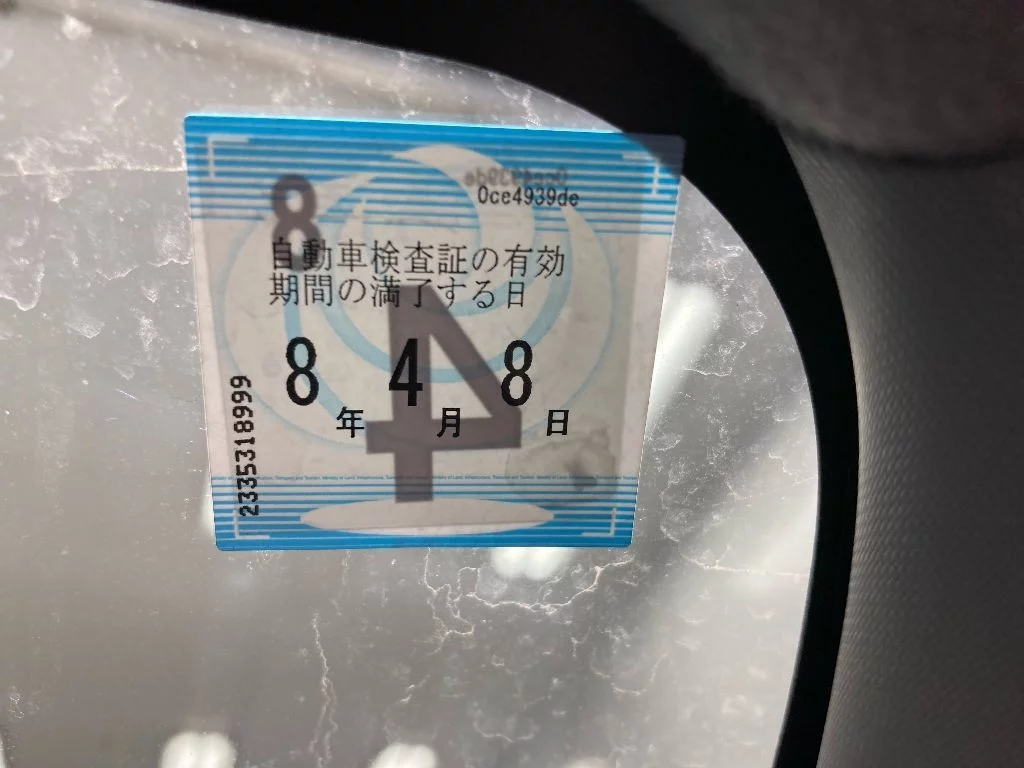 0ce4939de
自動車検査証の有効
期間の満了する日
8年 4月 8日
2335318999
8
4